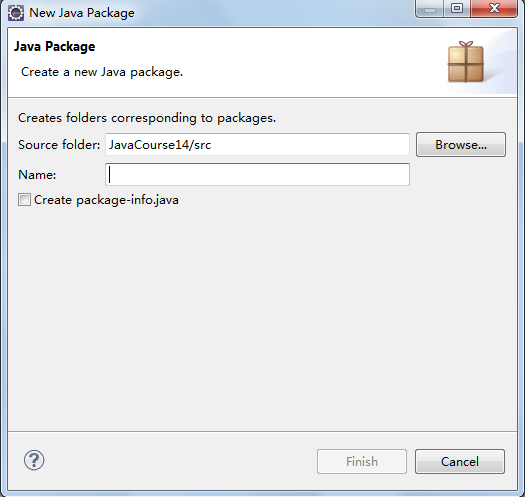 New Java Package
Java Package
Create a new Java package.
Creates folders corresponding to packages.
Source folder: JavaCourse14/src Browse...
Name:
Create package-info.java
? Finish Cancel